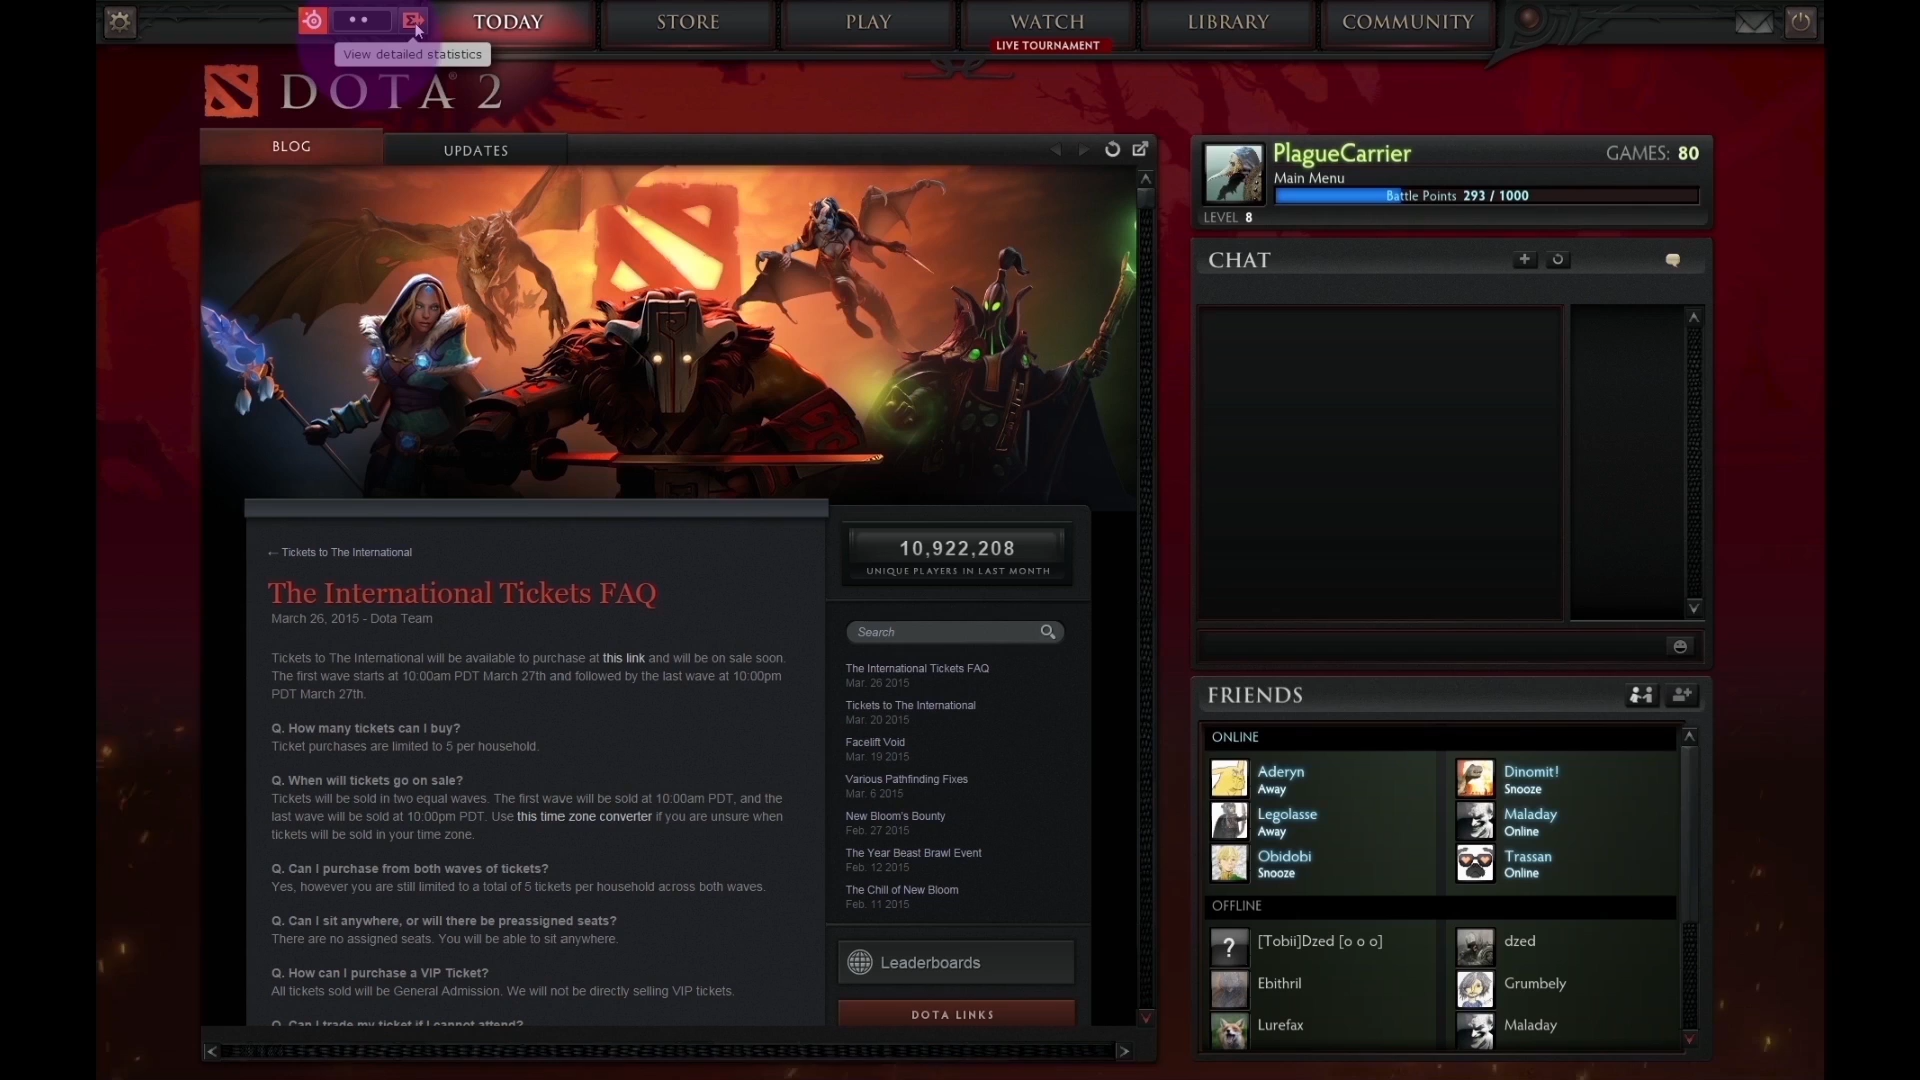 TODAY
STORE
PLAY
WATCH
LIVE TOURNAMENT
LIBRARY
COMMUNITY
View detailed statistics
DOTA® 2
BLOG
UPDATES
← Tickets to The International
The International Tickets FAQ
March 26, 2015 - Dota Team
Tickets to The International will be available to purchase at this link and will be on sale soon.
The first wave starts at 10:00am PDT March 27th and followed by the last wave at 10:00pm
PDT March 27th.
Q. How many tickets can I buy?
Ticket purchases are limited to 5 per household.
Q. When will tickets go on sale?
Tickets will be sold in two equal waves. The first wave will be sold at 10:00am PDT, and the
last wave will be sold at 10:00pm PDT. Use this time zone converter if you are unsure when
tickets will be sold in your time zone.
Q. Can I purchase from both waves of tickets?
Yes, however you are still limited to a total of 5 tickets per household across both waves.
Q. Can I sit anywhere, or will there be preassigned seats?
There are no assigned seats. You will be able to sit anywhere.
Q. How can I purchase a VIP Ticket?
All tickets sold will be General Admission. We will not be directly selling VIP tickets.
Q. Can I trade my ticket if I cannot attend?
10,922,208
UNIQUE PLAYERS IN LAST MONTH
Search
The International Tickets FAQ
Mar. 26 2015
Tickets to The International
Mar. 20 2015
Facelift Void
Mar. 19 2015
Various Pathfinding Fixes
Mar. 6 2015
New Bloom's Bounty
Feb. 27 2015
The Year Beast Brawl Event
Feb. 12 2015
The Chill of New Bloom
Feb. 11 2015
Leaderboards
DOTA LINKS
PlagueCarrier
GAMES: 80
Main Menu
Battle Points 293 / 1000
LEVEL 8
CHAT
FRIENDS
ONLINE
Aderyn
Away
Dinomit!
Snooze
Legolasse
Away
Maladay
Online
Obidobi
Snooze
Trassan
Online
OFFLINE
[Tobii]Dzed [o o o]
dzed
Ebithril
Grumbely
Lurefax
Maladay